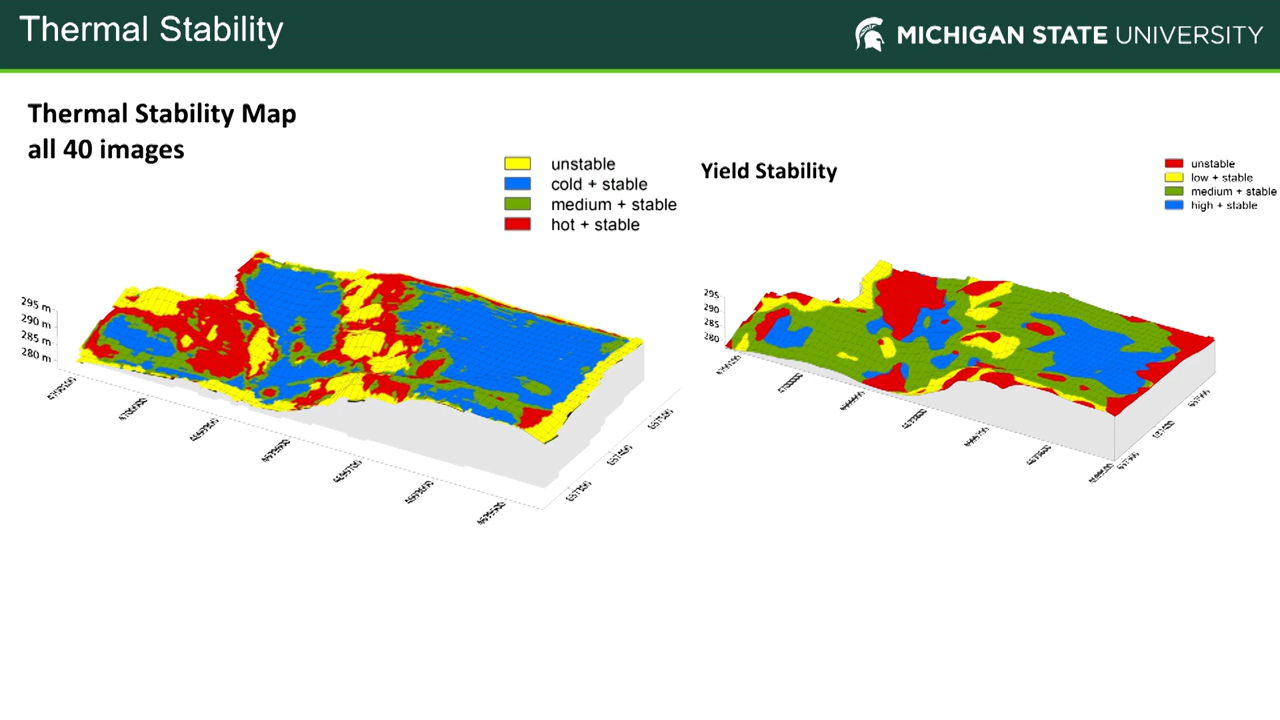 Thermal Stability
MICHIGAN STATE UNIVERSITY
Thermal Stability Map
all 40 images
unstable
cold + stable
medium + stable
hot + stable
295 m
290 m
285 m
280 m
Yield Stability
unstable
low + stable
medium + stable
high + stable
295
290
285
280